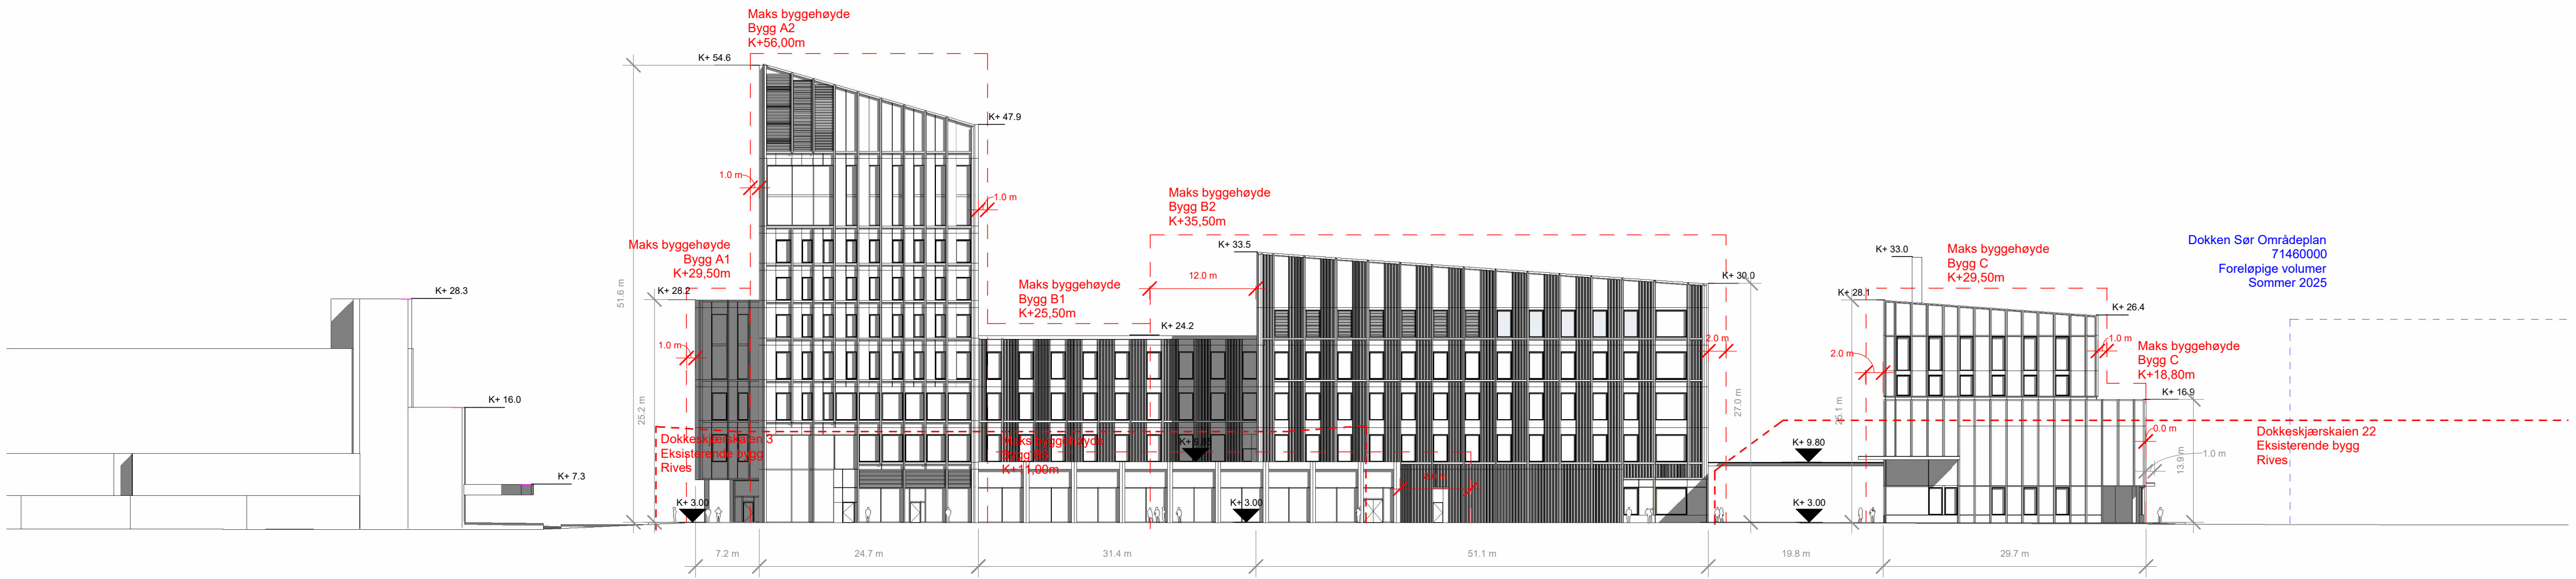 Maks byggehøyde
Bygg A2
K+56,00m
K+ 54.6
K+ 47.9
1.0 m
1.0 m
Maks byggehøyde
Bygg B2
K+35,50m
Maks byggehøyde
Bygg A1
K+29,50m
K+ 33.5
K+ 33.0
Maks byggehøyde
Bygg C
K+29,50m
Dokken Sør Områdeplan
71460000
Foreløpige volumer
Sommer 2025
12.0 m
K+ 30.0
51.6 m
K+ 28.3
K+ 28.2
Maks byggehøyde
Bygg B1
K+25,50m
K+ 28.1
K+ 26.4
K+ 24.2
1.0 m
2.0 m
2.0 m
1.0 m
Maks byggehøyde
Bygg C
K+18,80m
K+ 16.0
25.2 m
27.0 m
25.1 m
K+ 16.9
Dokkeskjærskaien 3
Eksisterende bygg
Rives
Maks byggehøyde
K+11,00m
K+ 9.80
0.0 m
Dokkeskjærskaien 22
Eksisterende bygg
Rives
13.9 m
1.0 m
K+ 7.3
K+ 3.00
K+ 3.00
K+ 3.00
7.2 m
24.7 m
31.4 m
51.1 m
19.8 m
29.7 m